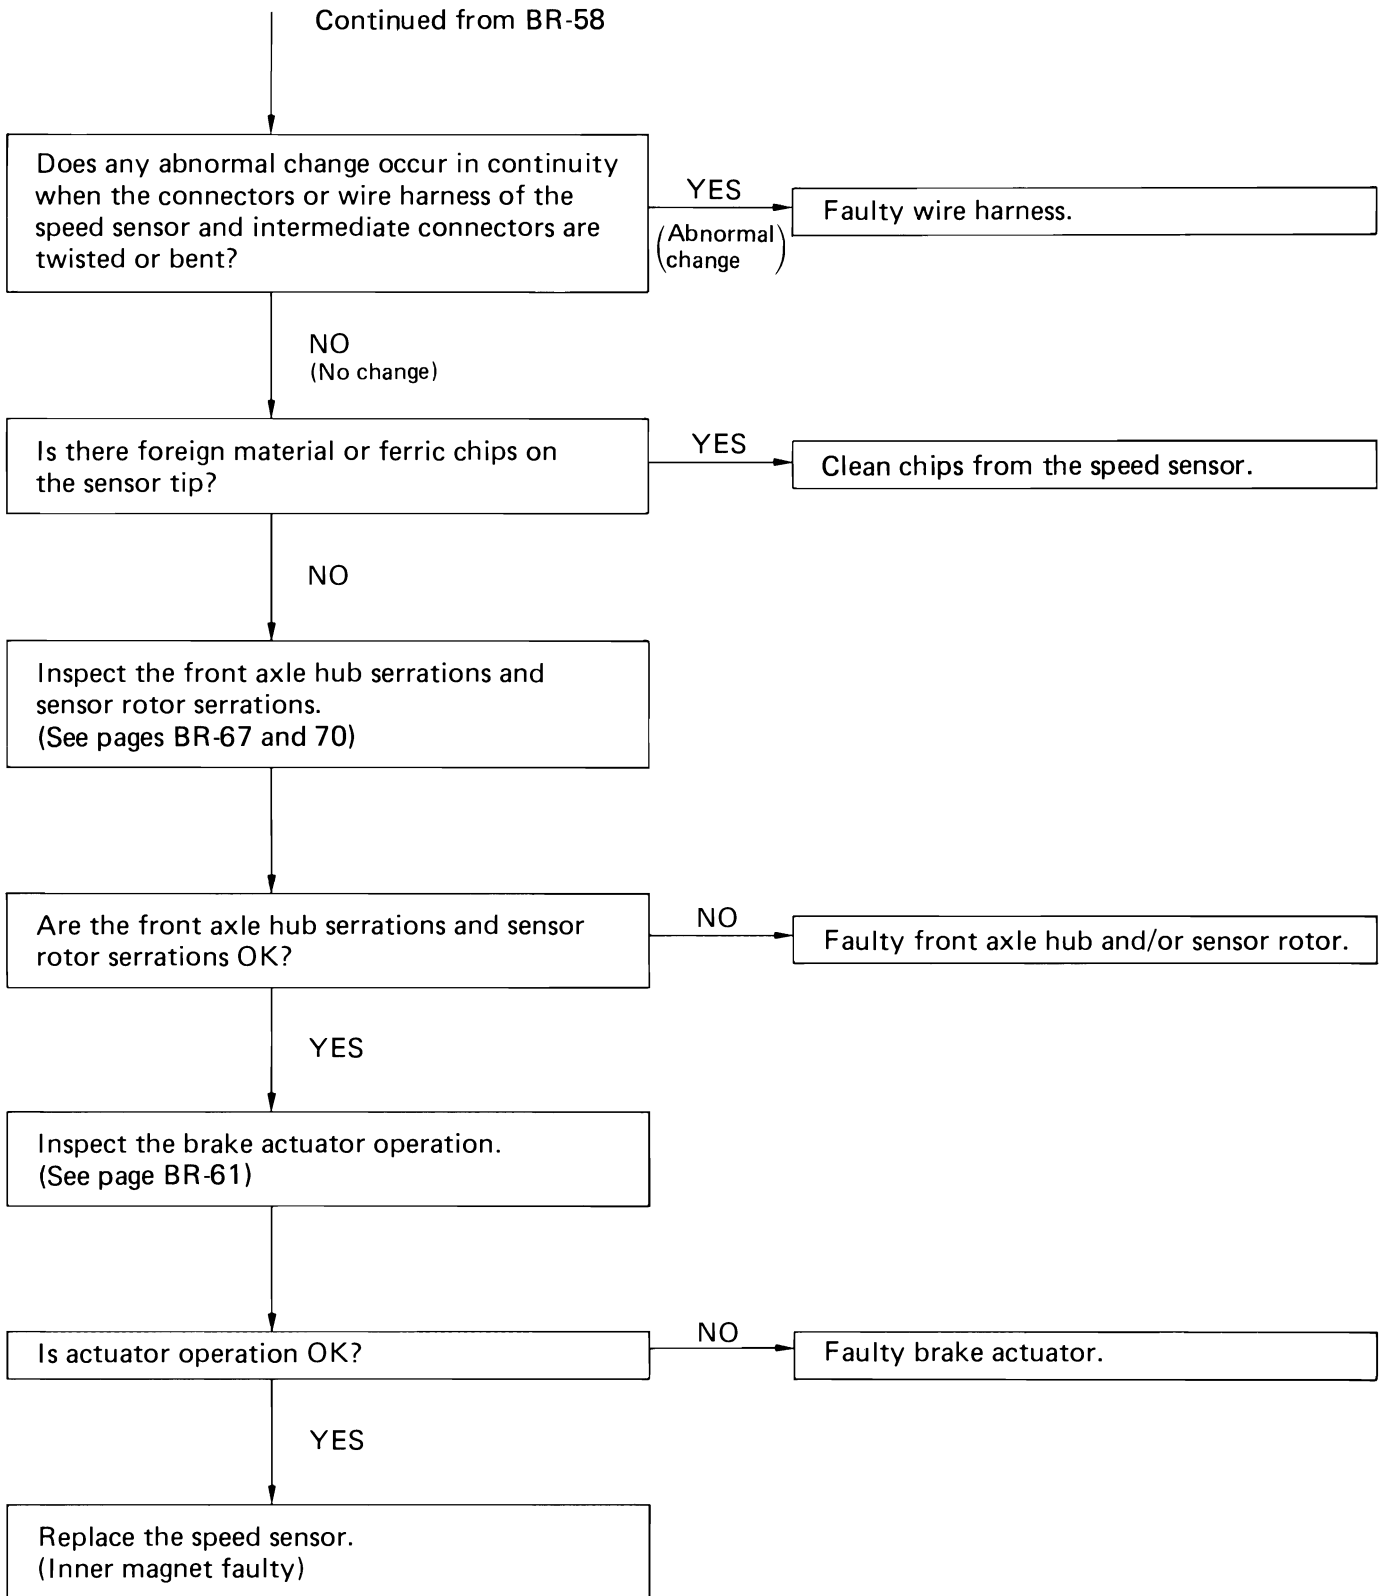 Continued from BR-58
Does any abnormal change occur in continuity
when the connectors or wire harness of the
speed sensor and intermediate connectors are
twisted or bent?
YES
(Abnormal
change)
Faulty wire harness.
NO
(No change)
Is there foreign material or ferric chips on
the sensor tip?
YES
Clean chips from the speed sensor.
NO
Inspect the front axle hub serrations and
sensor rotor serrations.
(See pages BR-67 and 70)
Are the front axle hub serrations and sensor
rotor serrations OK?
NO
Faulty front axle hub and/or sensor rotor.
YES
Inspect the brake actuator operation.
(See page BR-61)
Is actuator operation OK?
NO
Faulty brake actuator.
YES
Replace the speed sensor.
(Inner magnet faulty)